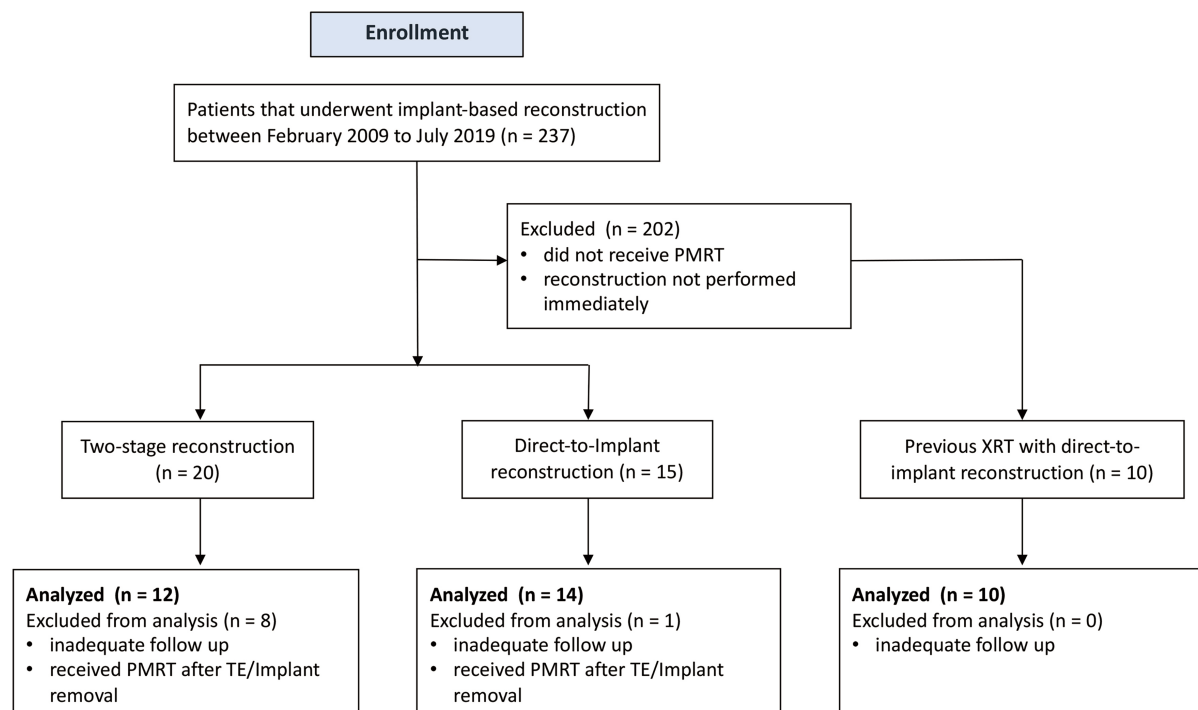 Enrollment
Patients that underwent implant-based reconstruction
between February 2009 to July 2019 (n = 237)
Excluded  (n = 202)
• did not receive PMRT
• reconstruction not performed
immediately
Two-stage reconstruction
(n = 20)
Direct-to-Implant
reconstruction (n = 15)
Previous XRT with direct-to-
implant reconstruction (n = 10)
Analyzed  (n = 12)
Excluded from analysis (n = 8)
• inadequate follow up
• received PMRT after TE/Implant
removal
Analyzed  (n = 14)
Excluded from analysis (n = 1)
• inadequate follow up
• received PMRT after TE/Implant
removal
Analyzed  (n = 10)
Excluded from analysis (n = 0)
• inadequate follow up